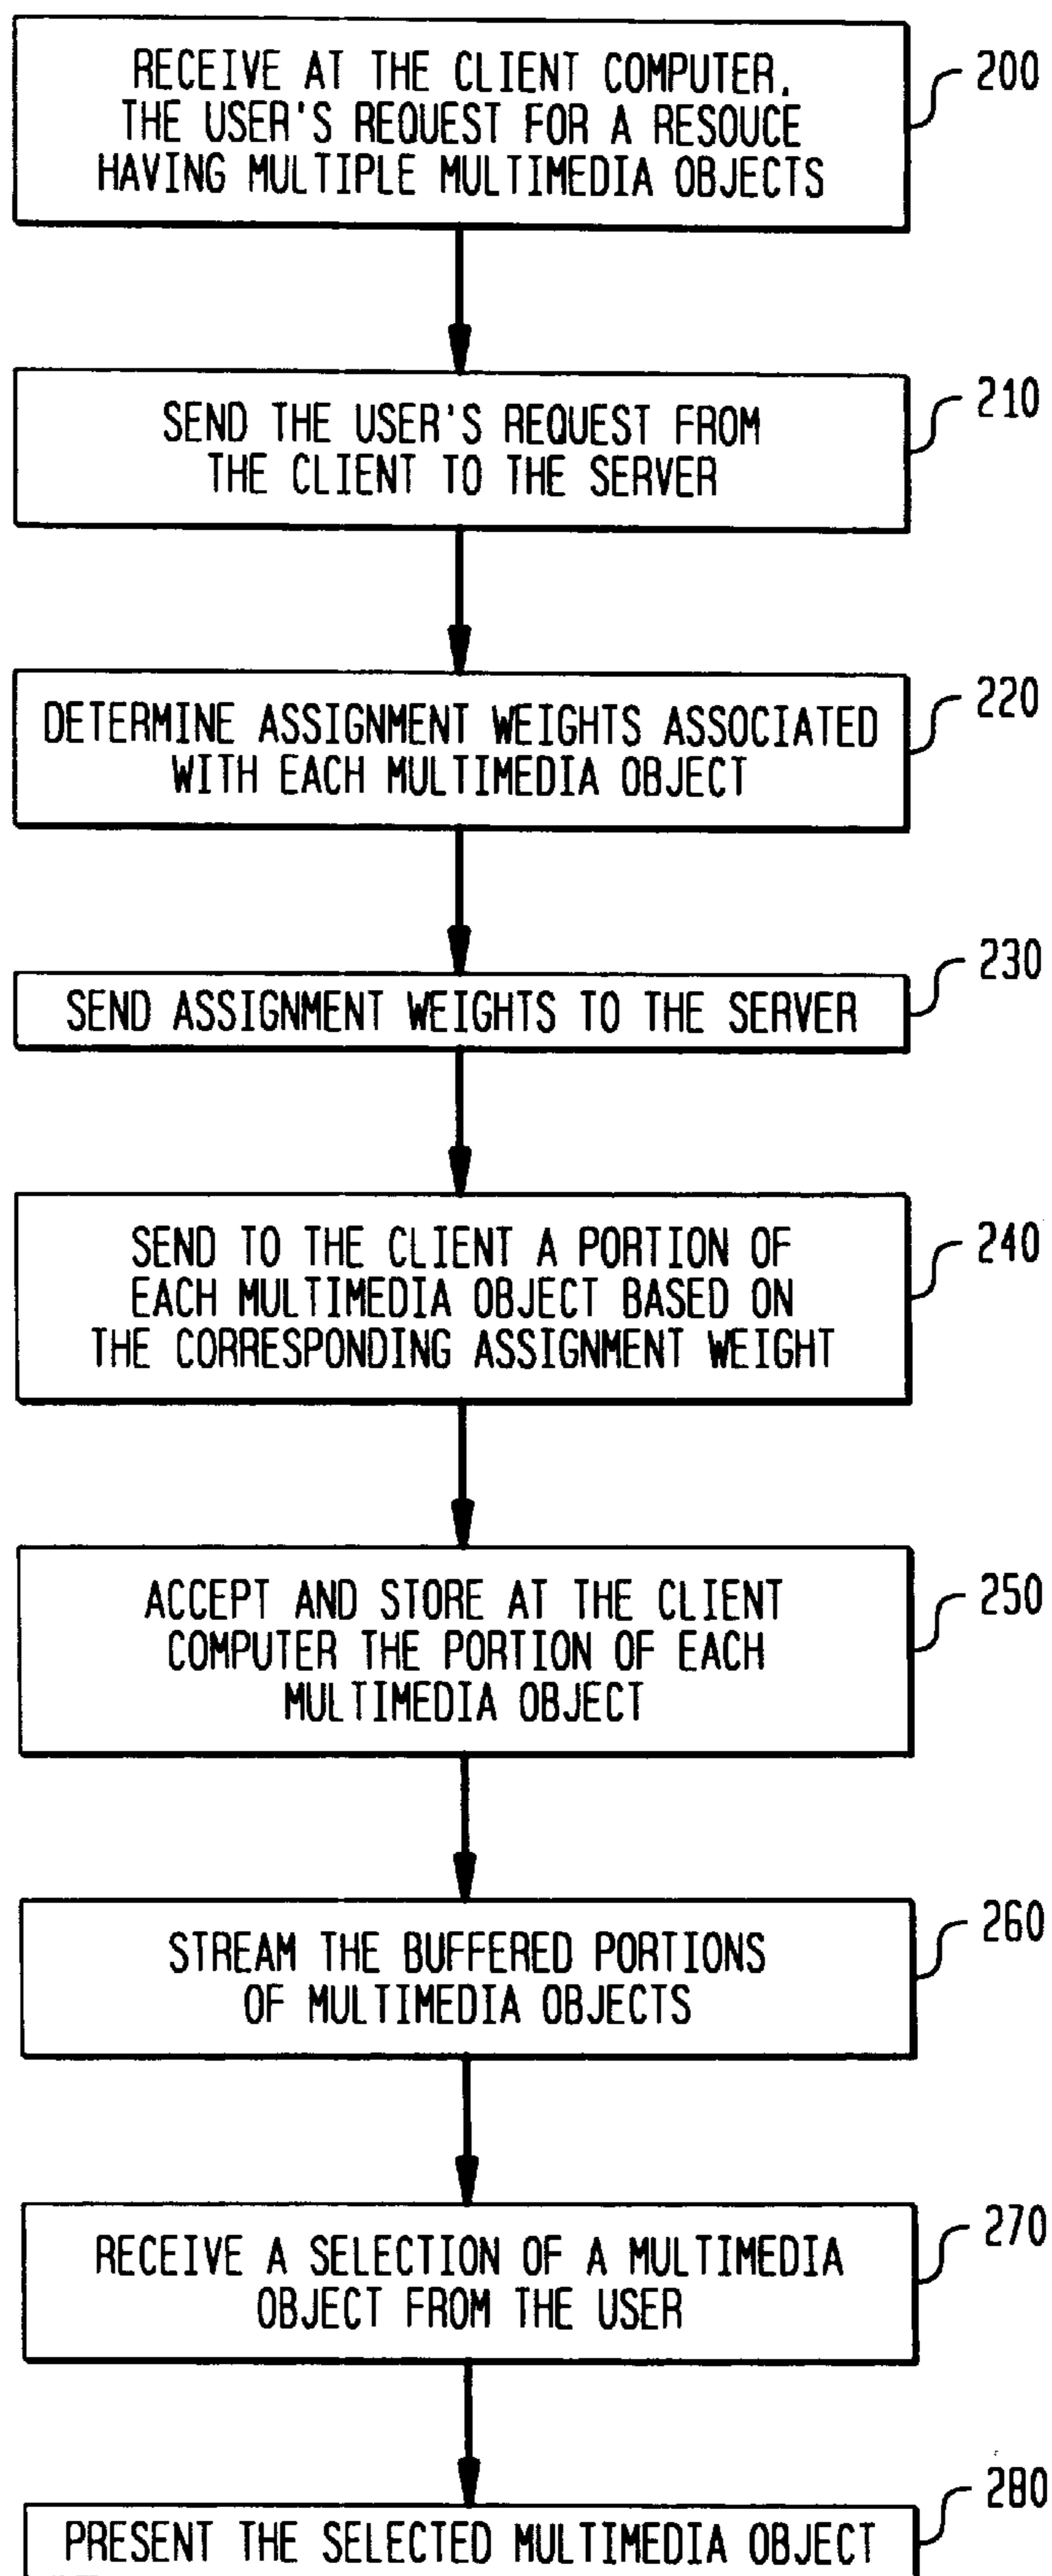 RECEIVE AT THE CLIENT COMPUTER.
THE USER'S REQUEST FOR A RESOUCE
HAVING MULTIPLE MULTIMEDIA OBJECTS
200
SEND THE USER'S REQUEST FROM
THE CLIENT TO THE SERVER
210
DETERMINE ASSIGNMENT WEIGHTS ASSOCIATED
WITH EACH MULTIMEDIA OBJECT
220
SEND ASSIGNMENT WEIGHTS TO THE SERVER
230
SEND TO THE CLIENT A PORTION OF
EACH MULTIMEDIA OBJECT BASED ON
THE CORRESPONDING ASSIGNMENT WEIGHT
240
ACCEPT AND STORE AT THE CLIENT
COMPUTER THE PORTION OF EACH
MULTIMEDIA OBJECT
250
STREAM THE BUFFERED PORTIONS
OF MULTIMEDIA OBJECTS
260
RECEIVE A SELECTION OF A MULTIMEDIA
OBJECT FROM THE USER
270
PRESENT THE SELECTED MULTIMEDIA OBJECT
280